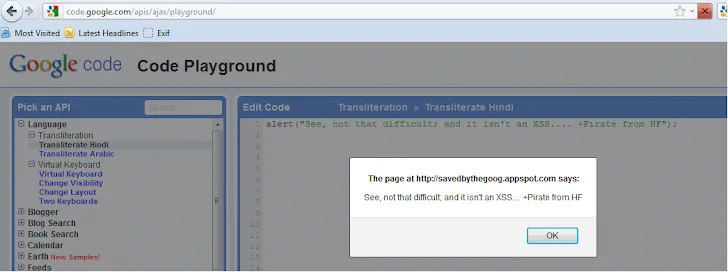 code.google.com/apis/ajax/playground/
Most Visited Latest Headlines Exif
Google code Code Playground
Pick an API Search
Language
Transliteration
Transliterate Hindi
Transliterate Arabic
Virtual Keyboard
Virtual Keyboard
Change Visibility
Change Layout
Two Keyboards
Blogger
Blog Search
Book Search
Calendar
Earth New Samples!
Feeds
Edit Code Transliteration » Transliterate Hindi
1 alert("See, not that difficult; and it isn't an XSS.... +Pirate from HF");
2
3
4
5
6
7
8
9
10
11
12
13
14
The page at http://savedbythegoog.appspot.com says:
See, not that difficult; and it isn't an XSS.... +Pirate from HF
OK